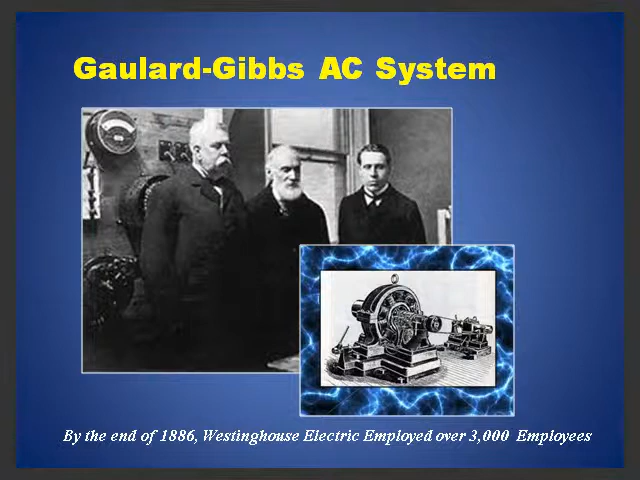 Gaulard-Gibbs AC System
By the end of 1886, Westinghouse Electric Employed over 3,000 Employees